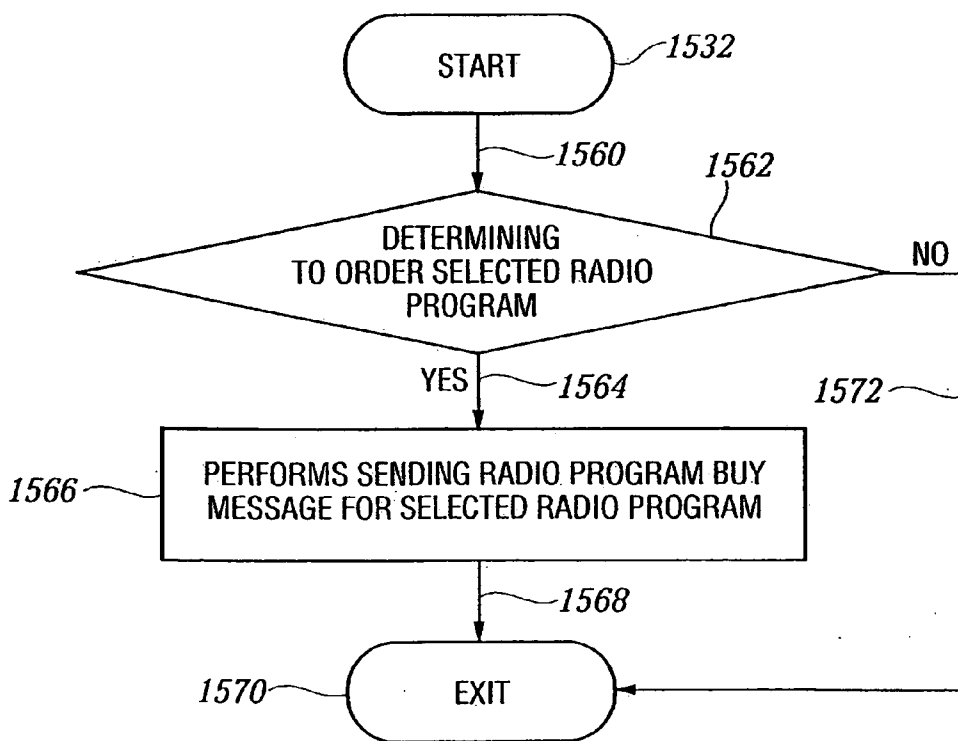 START
1532
1560
1562
DETERMINING
TO ORDER SELECTED RADIO
PROGRAM
NO
YES
1564
1572
1566
PERFORMS SENDING RADIO PROGRAM BUY
MESSAGE FOR SELECTED RADIO PROGRAM
1568
1570
EXIT